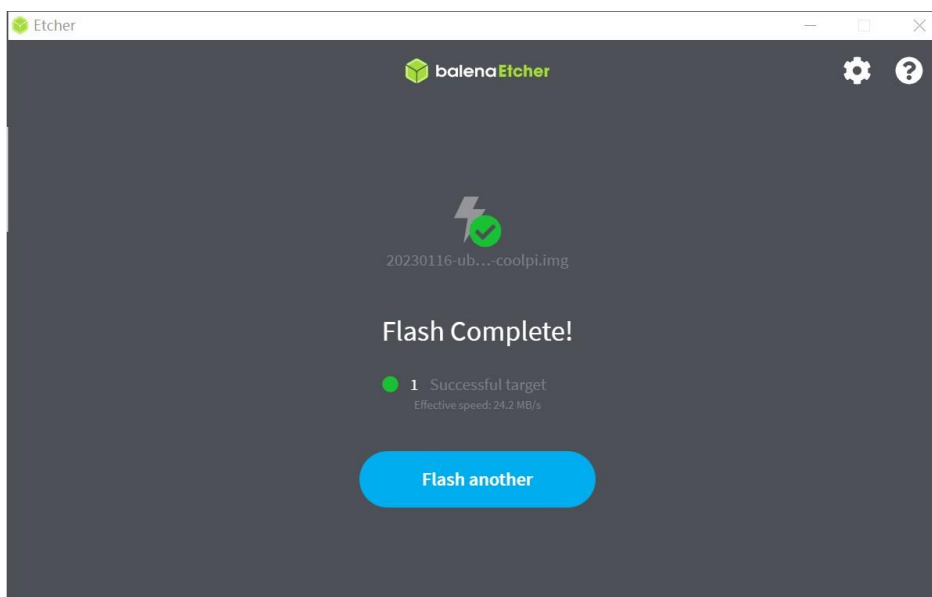 Etcher
balenaEtcher
20230116-ub...-coolpi.img
Flash Complete!
1 Successful target
Effective speed: 24.2 MB/s
Flash another